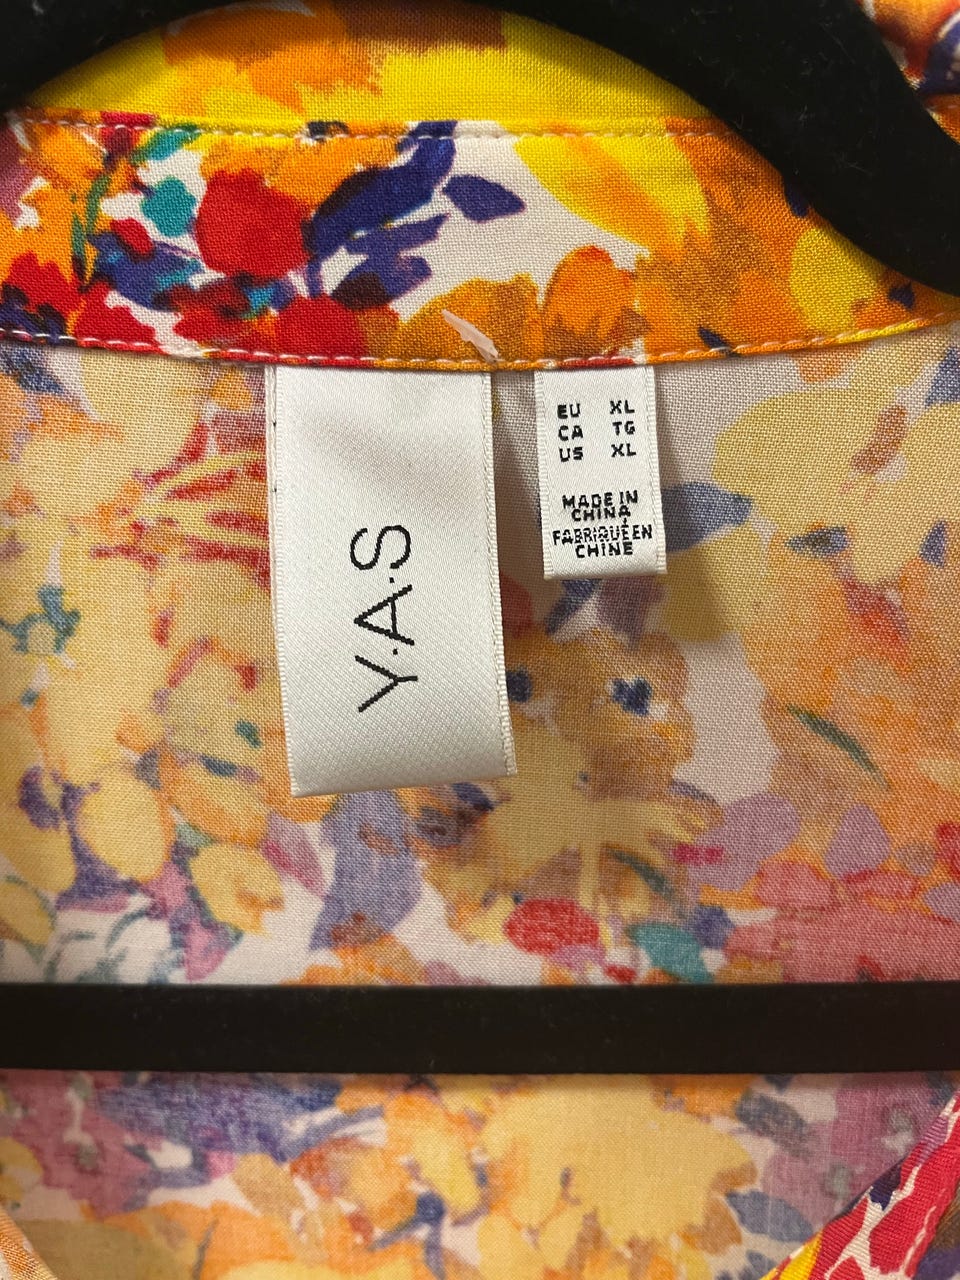 Y.A.S
EU XL
CA TG
US XL
MADE IN
CHINA
FABRIQUÉ EN
CHINE